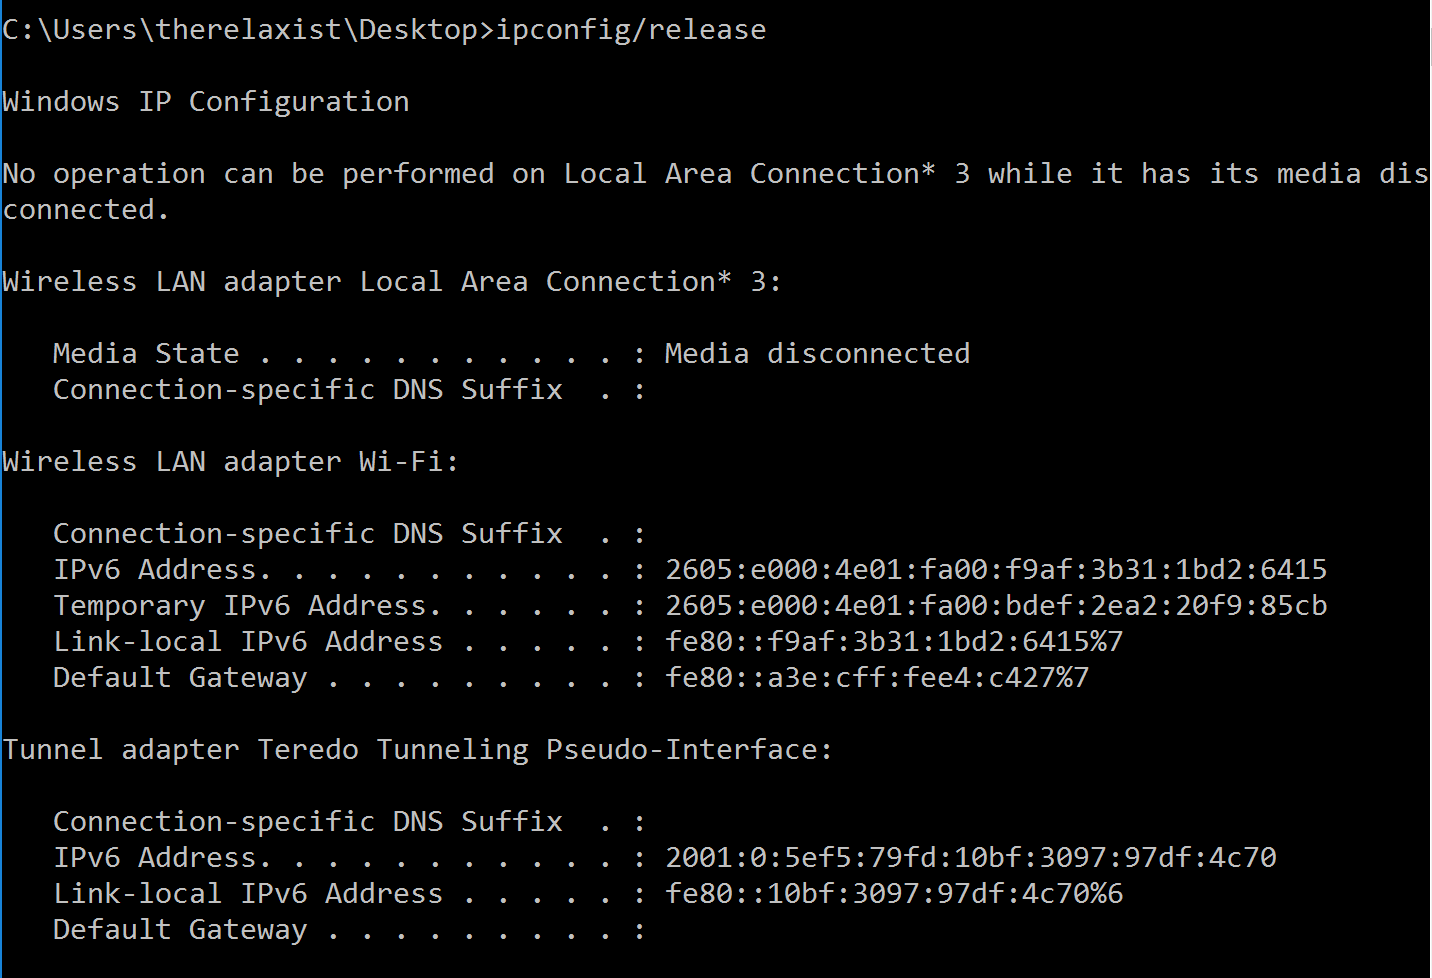 C:\Users\therelaxist\Desktop>ipconfig/release
Windows IP Configuration
No operation can be performed on Local Area Connection* 3 while it has its media dis
connected.
Wireless LAN adapter Local Area Connection* 3:
   Media State . . . . . . . . . . . : Media disconnected
   Connection-specific DNS Suffix  . :
Wireless LAN adapter Wi-Fi:
   Connection-specific DNS Suffix  . :
   IPv6 Address. . . . . . . . . . . : 2605:e000:4e01:fa00:f9af:3b31:1bd2:6415
   Temporary IPv6 Address. . . . . . : 2605:e000:4e01:fa00:bdef:2ea2:20f9:85cb
   Link-local IPv6 Address . . . . . : fe80::f9af:3b31:1bd2:6415%7
   Default Gateway . . . . . . . . . : fe80::a3e:cff:fee4:c427%7
Tunnel adapter Teredo Tunneling Pseudo-Interface:
   Connection-specific DNS Suffix  . :
   IPv6 Address. . . . . . . . . . . : 2001:0:5ef5:79fd:10bf:3097:97df:4c70
   Link-local IPv6 Address . . . . . : fe80::10bf:3097:97df:4c70%6
   Default Gateway . . . . . . . . . :